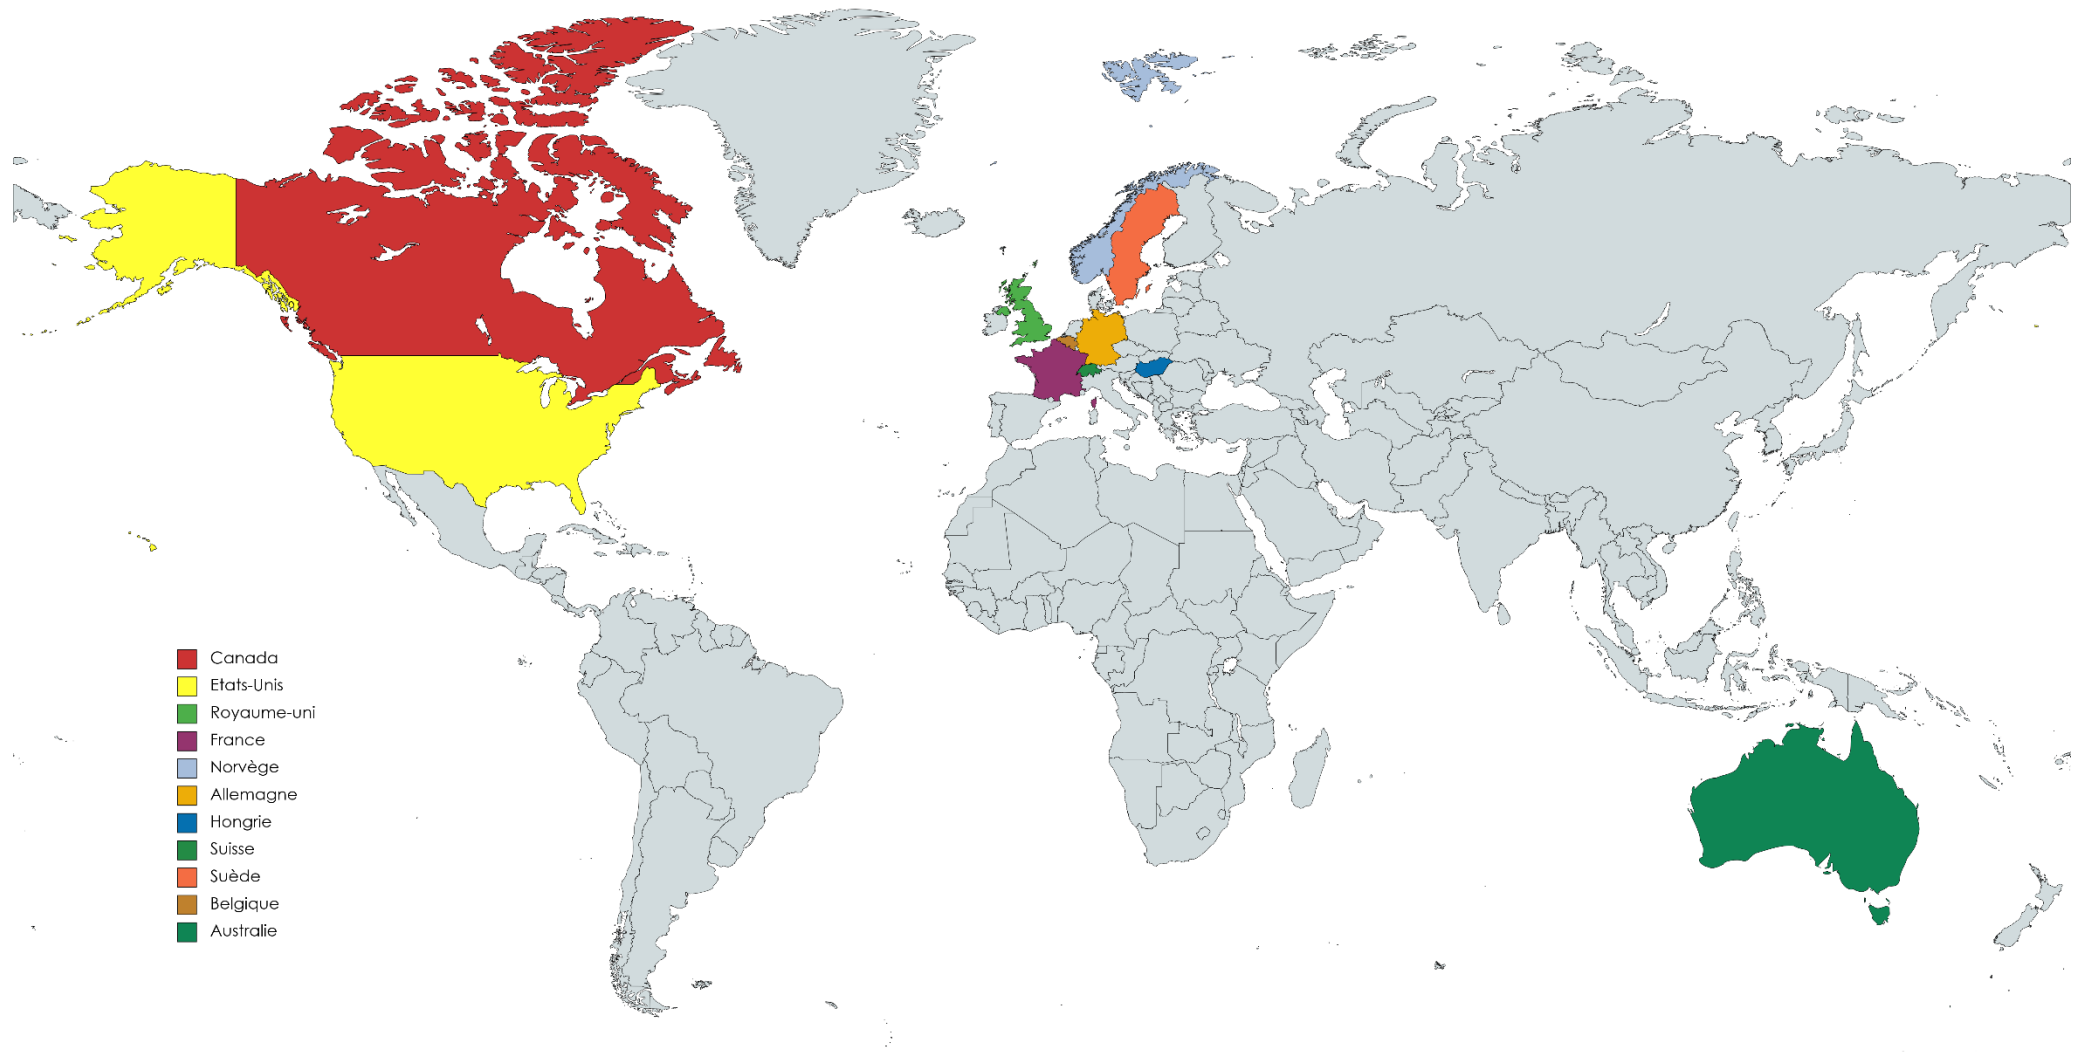 Canada
Etats-Unis
Royaume-uni
France
Norvège
Allemagne
Hongrie
Suisse
Suède
Belgique
Australie